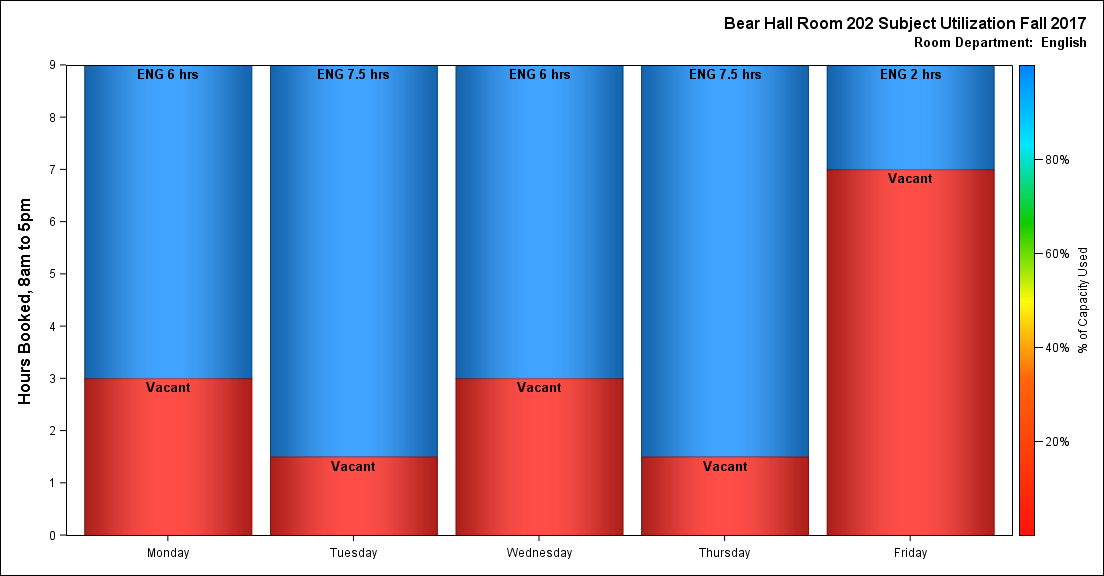 Bear Hall Room 202 Subject Utilization Fall 2017
Room Department: English
Hours Booked, 8am to 5pm
9
8
7
6
5
4
3
2
1
0
ENG 6 hrs
ENG 7.5 hrs
ENG 6 hrs
ENG 7.5 hrs
ENG 2 hrs
Vacant
Vacant
Vacant
Vacant
Vacant
Monday
Tuesday
Wednesday
Thursday
Friday
80%
60%
40%
20%
% of Capacity Used